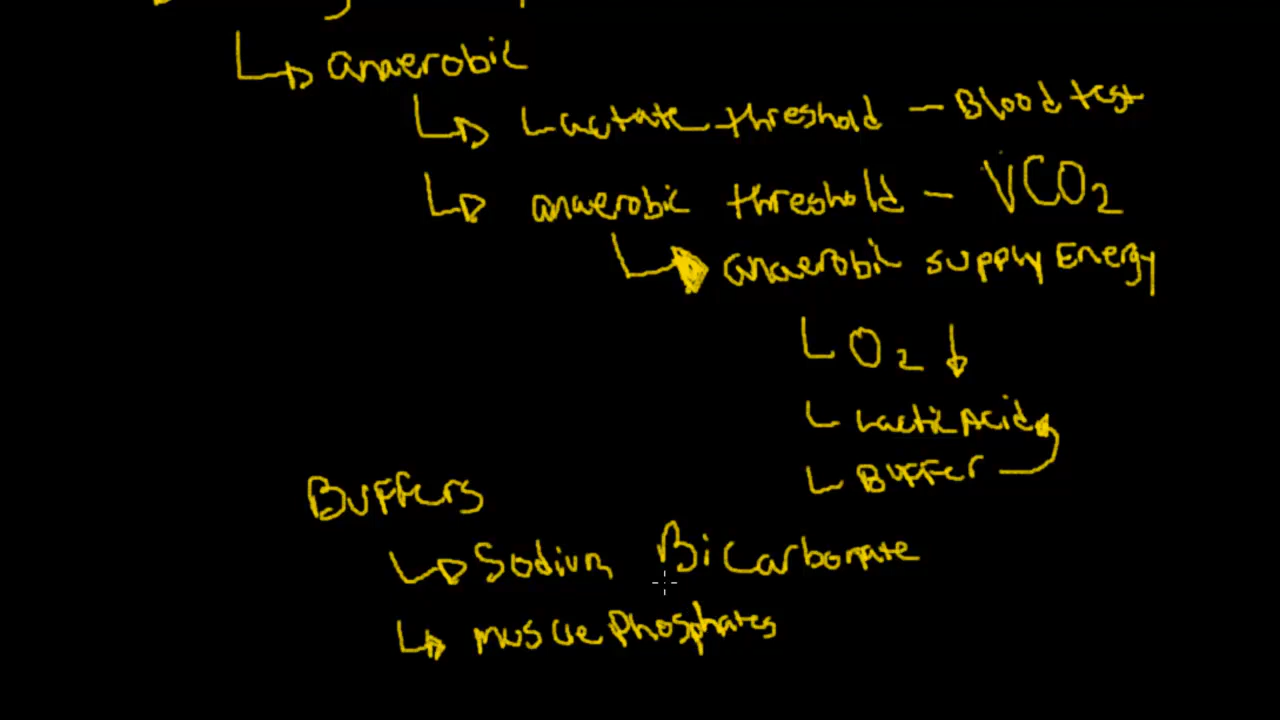 anaerobic
Lactate threshold - Blood test
anaerobic threshold - VCO2
anaerobic supply Energy
O2 ↓
Lactic Acid
BUFFer
BUFFers
Sodium Bicarbonate
muscle Phosphates